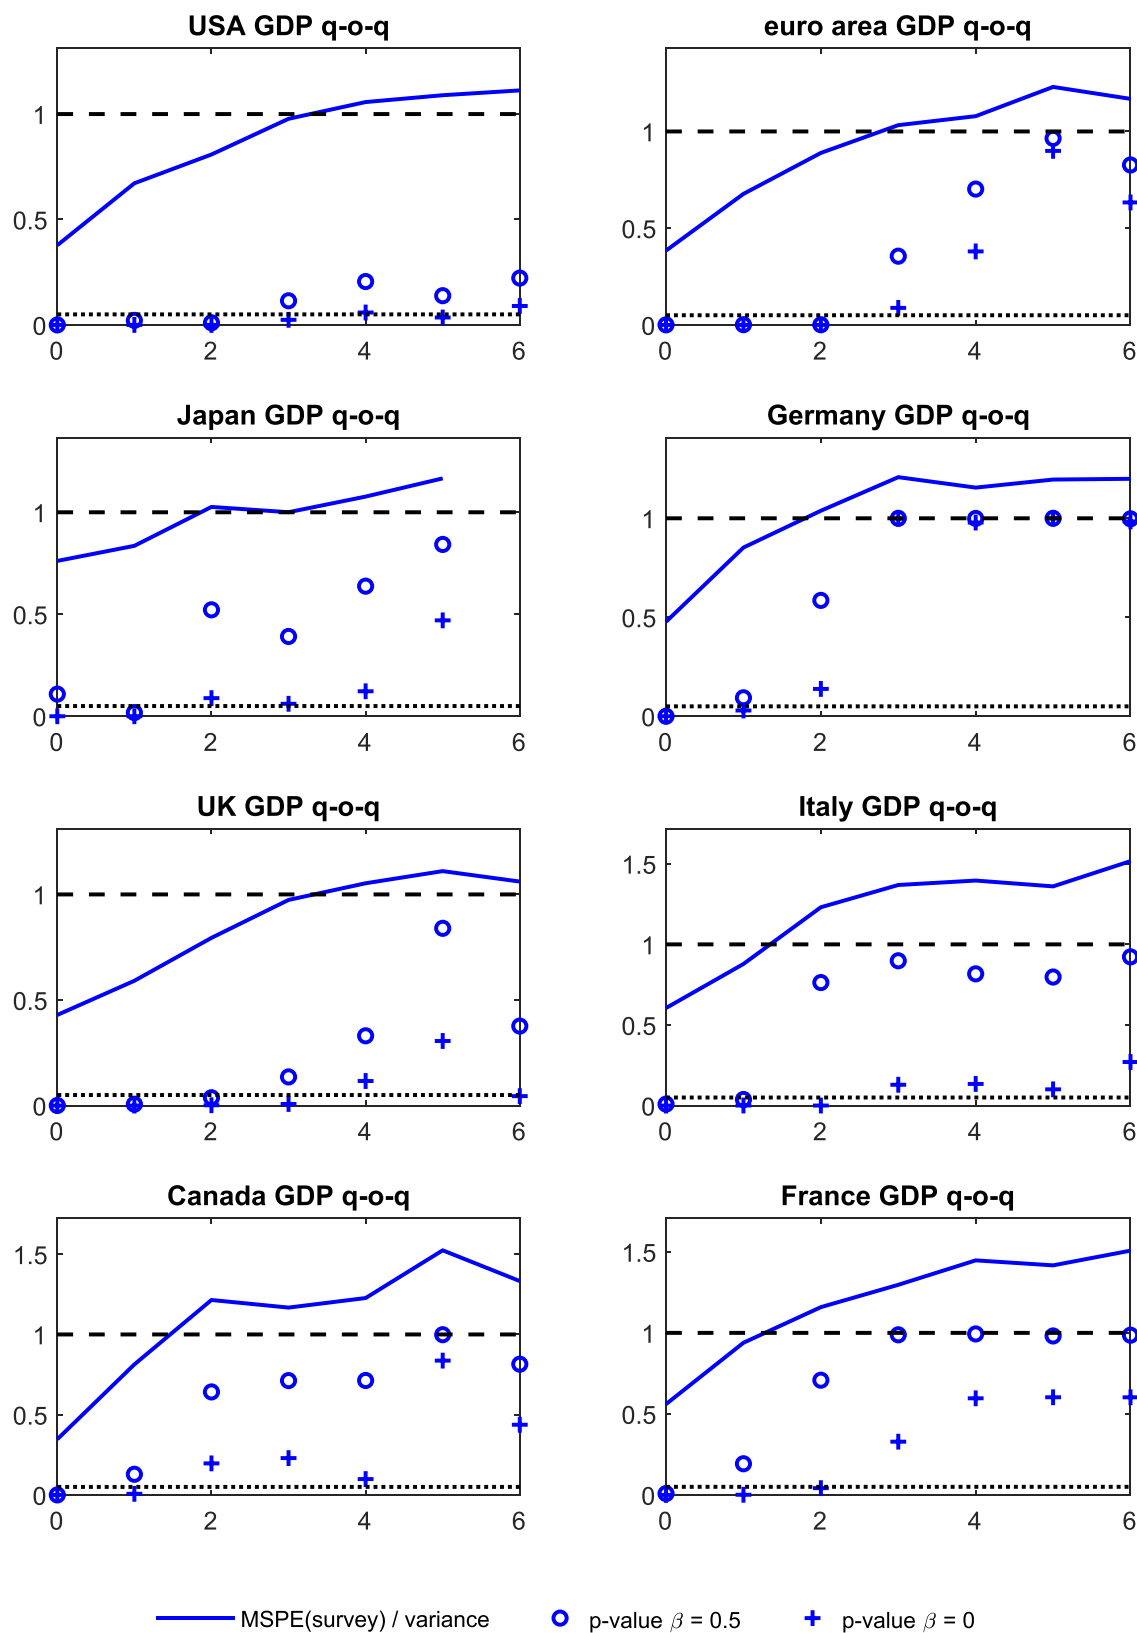 USA GDP q-o-q
1
0.5
0
0 2 4 6
euro area GDP q-o-q
1
0.5
0
0 2 4 6
Japan GDP q-o-q
1
0.5
0
0 2 4 6
Germany GDP q-o-q
1
0.5
0
0 2 4 6
UK GDP q-o-q
1
0.5
0
0 2 4 6
Italy GDP q-o-q
1.5
1
0.5
0
0 2 4 6
Canada GDP q-o-q
1.5
1
0.5
0
0 2 4 6
France GDP q-o-q
1.5
1
0.5
0
0 2 4 6
MSPE(survey) / variance p-value β = 0.5 p-value β = 0